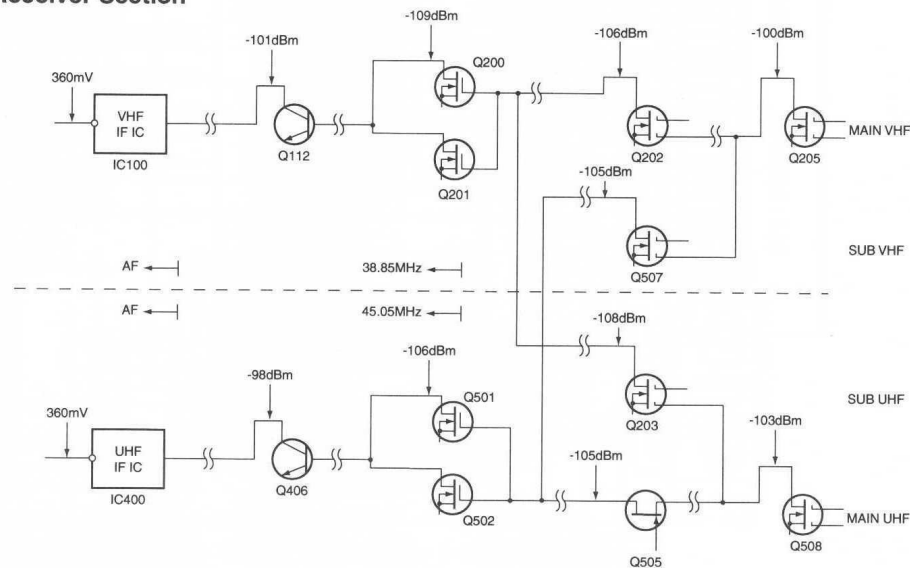 Receiver Section
-109dBm
-101dBm
-106dBm
-100dBm
360mV
Q200
VHF
IF IC
IC100
Q112
Q201
Q202
Q205
MAIN VHF
-105dBm
Q507
SUB VHF
AF
38.85MHz
AF
45.05MHz
-108dBm
-106dBm
-98dBm
Q501
Q203
SUB UHF
-103dBm
360mV
UHF
IF IC
IC400
Q406
Q502
-105dBm
Q505
Q508
MAIN UHF